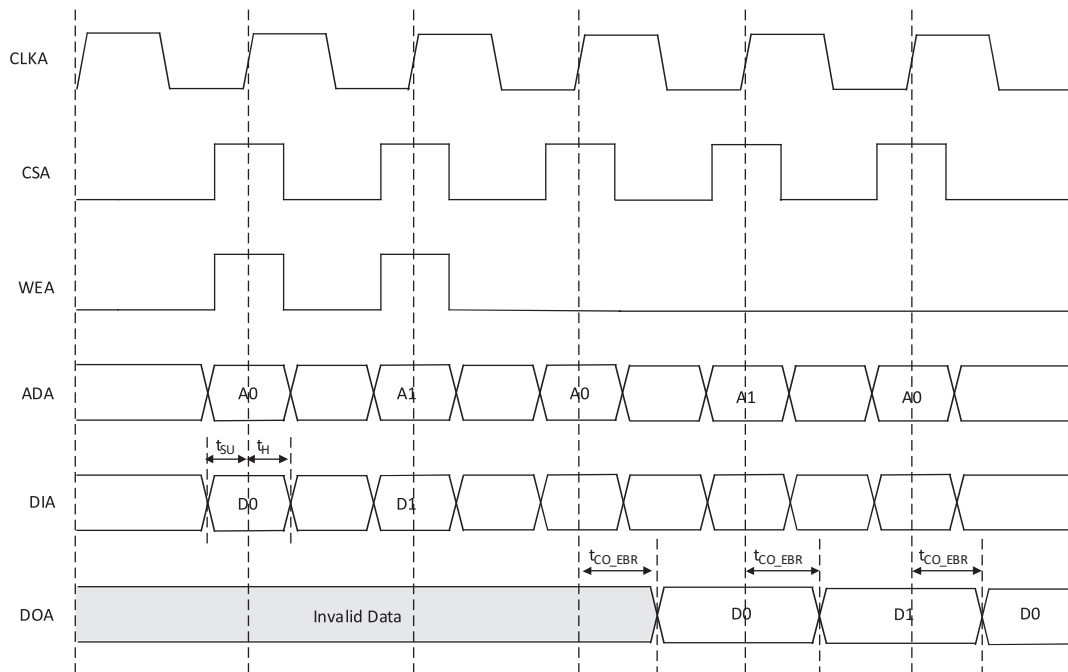 CLKA
CSA
WEA
ADA A0 A1 A0 A1 A0
tSU tH
DIA D0 D1
tCO_EBR tCO_EBR tCO_EBR
DOA Invalid Data D0 D1 D0